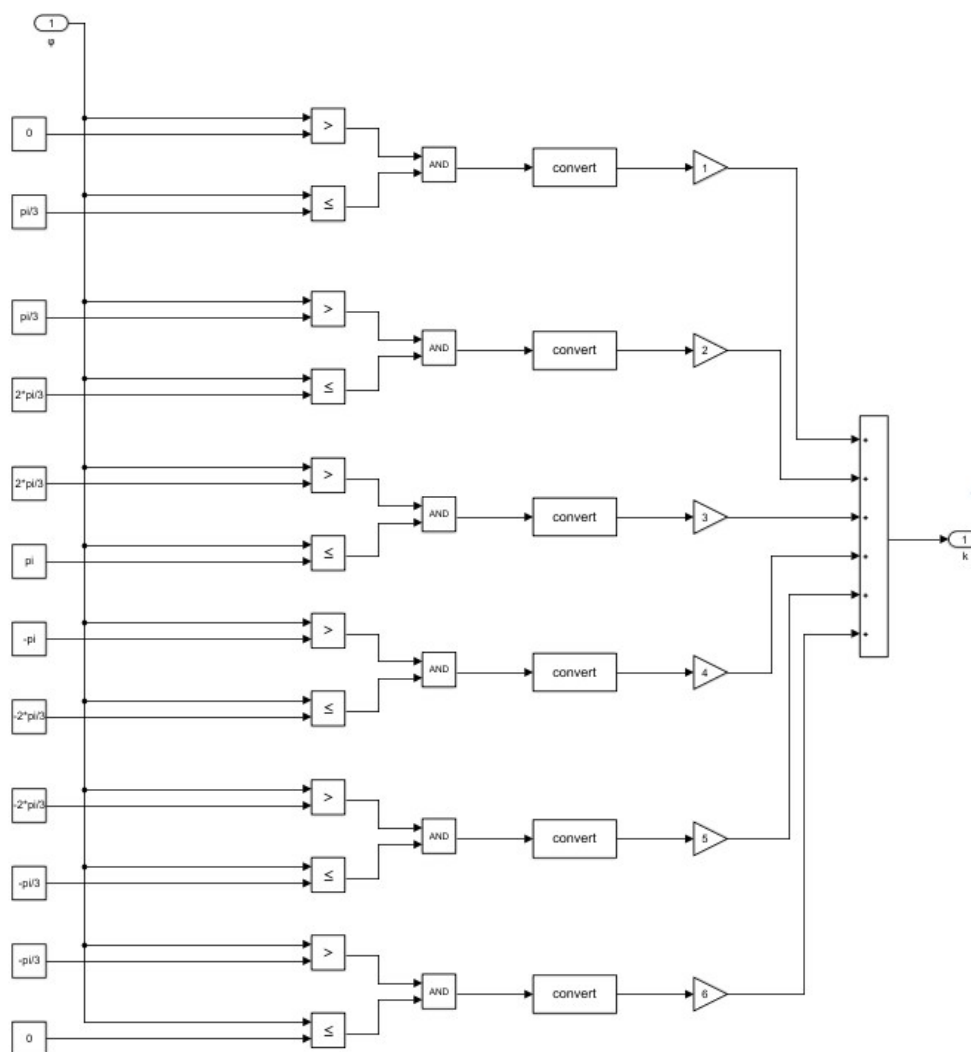 1
φ
0
>
AND
convert
1
pi/3
≤
pi/3
>
AND
convert
2
2*pi/3
≤
2*pi/3
>
AND
convert
3
pi
≤
1
k
-pi
>
AND
convert
4
-2*pi/3
≤
-2*pi/3
>
AND
convert
5
-pi/3
≤
-pi/3
>
AND
convert
6
0
≤